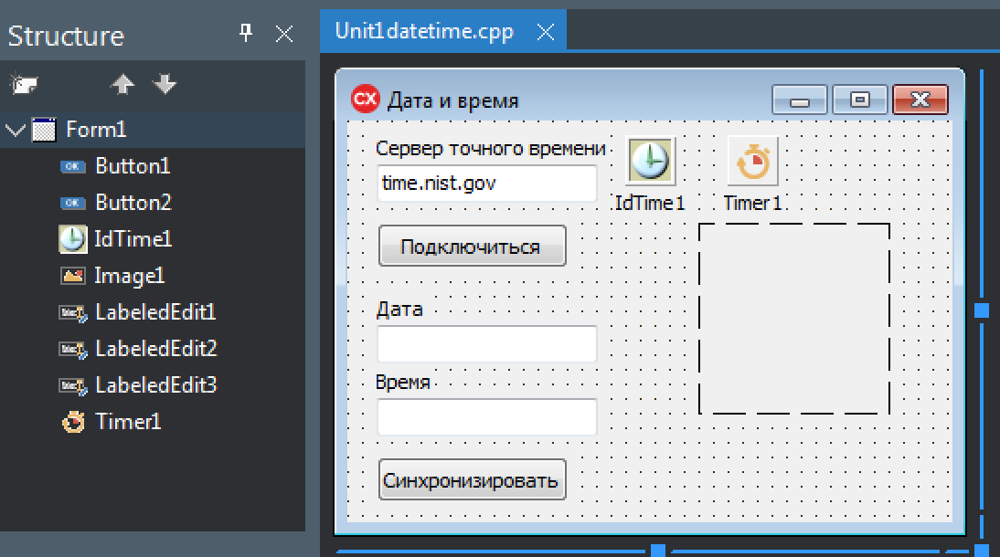 Structure
Form1
Button1
Button2
IdTime1
Image1
LabeledEdit1
LabeledEdit2
LabeledEdit3
Timer1
Unit1datetime.cpp
CX Дата и время
Сервер точного времени
time.nist.gov
IdTime1
Timer1
Подключиться
Дата
Время
Синхронизировать